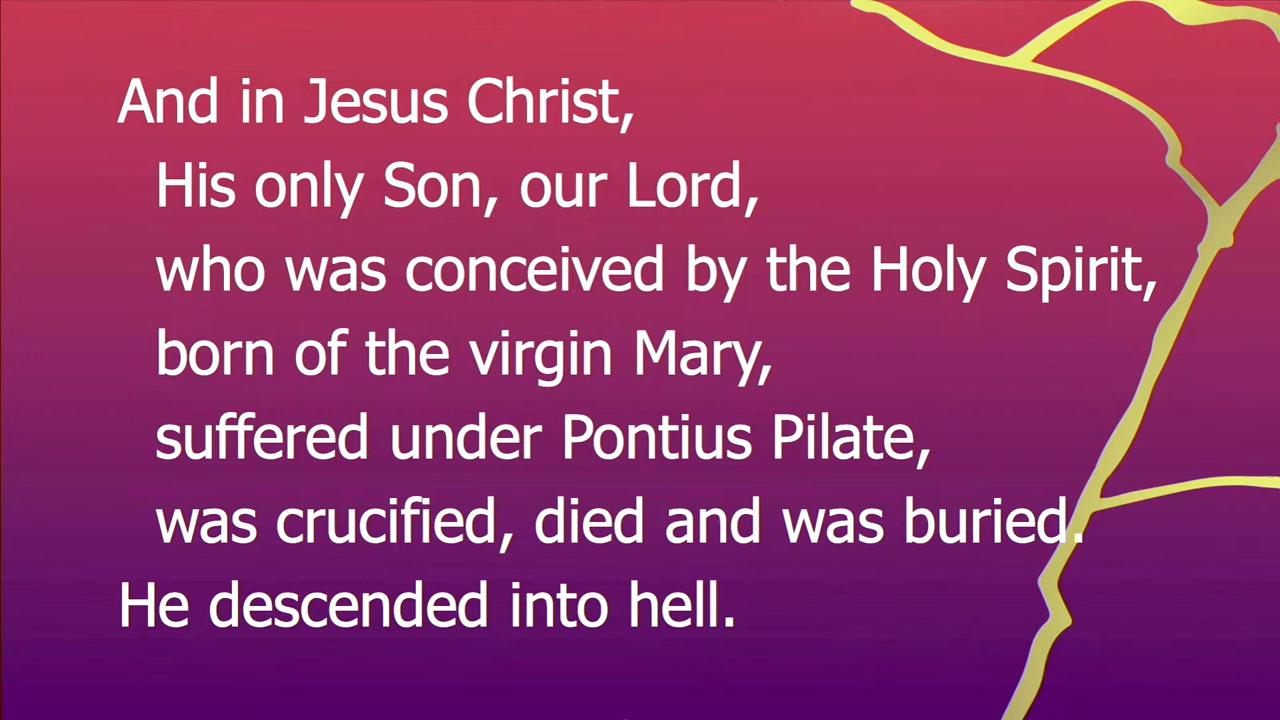 And in Jesus Christ,
His only Son, our Lord,
who was conceived by the Holy Spirit,
born of the virgin Mary,
suffered under Pontius Pilate,
was crucified, died and was buried.
He descended into hell.